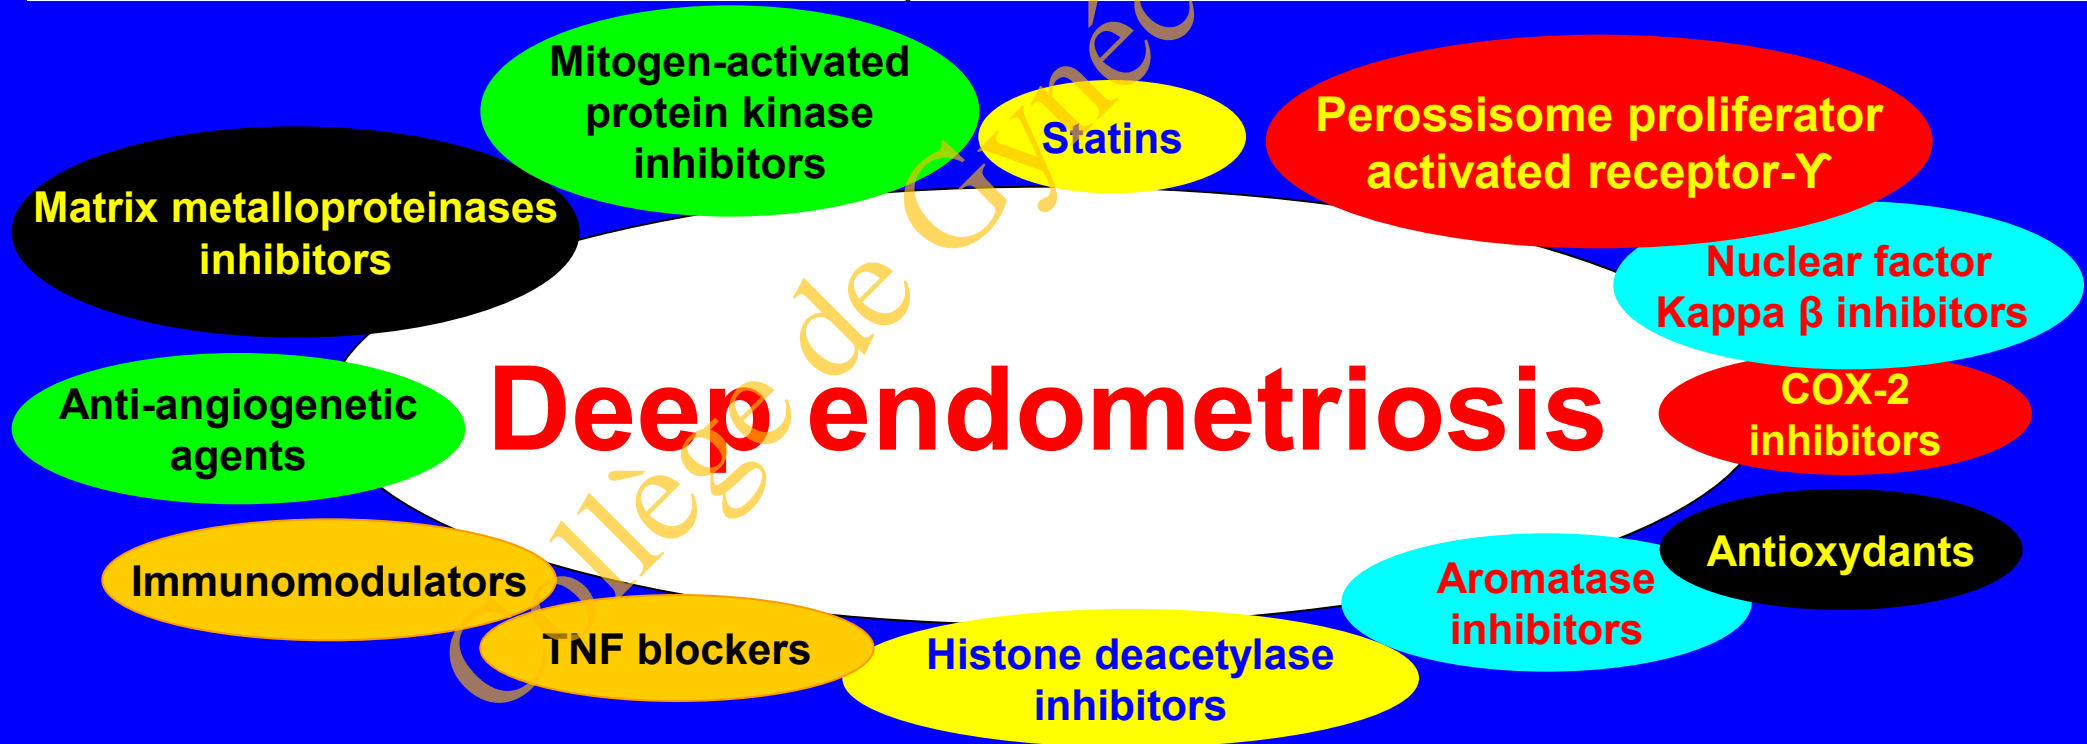 Mitogen-activated
protein kinase
inhibitors
Statins
Perossisome proliferator
activated receptor-ϒ
Matrix metalloproteinases
inhibitors
Nuclear factor
Kappa β inhibitors
Deep endometriosis
COX-2
inhibitors
Anti-angiogenetic
agents
Antioxydants
Immunomodulators
Aromatase
inhibitors
TNF blockers
Histone deacetylase
inhibitors
Collège de Gynéc